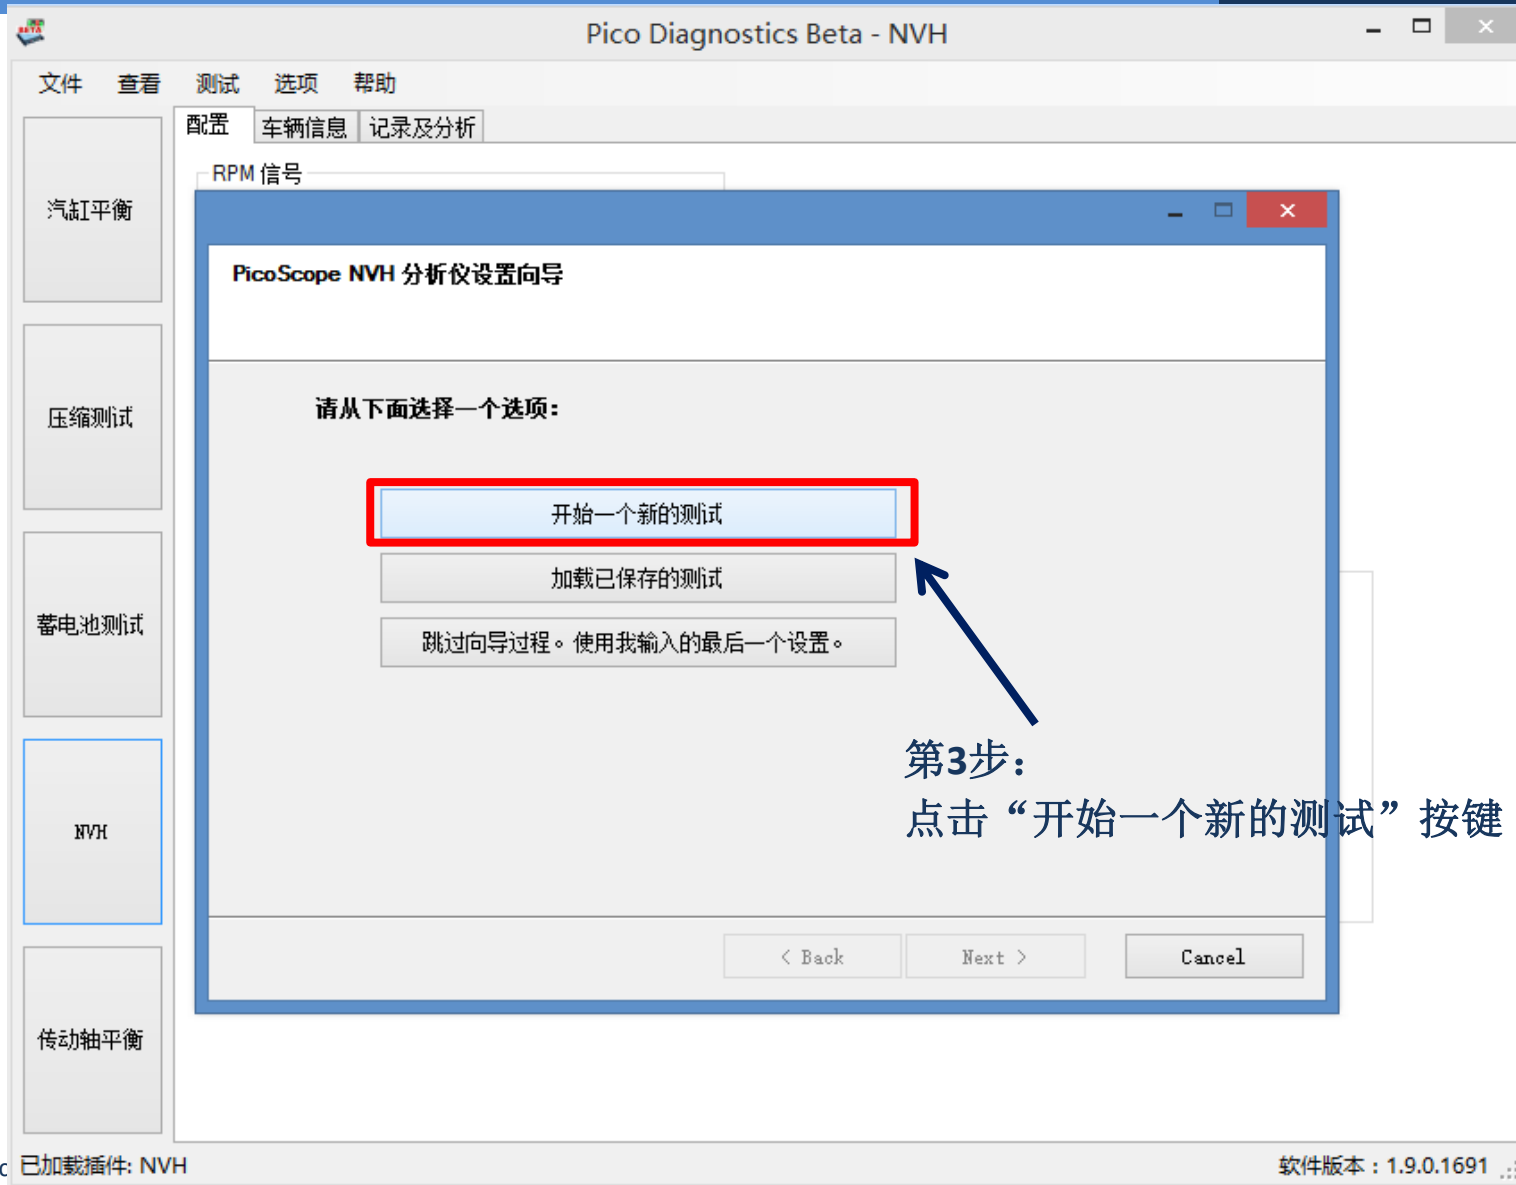 Pico Diagnostics Beta - NVH
文件 查看 测试 选项 帮助
配置 车辆信息 记录及分析
RPM 信号
汽缸平衡
压缩测试
蓄电池测试
NVH
传动轴平衡
PicoScope NVH 分析仪设置向导
请从下面选择一个选项：
开始一个新的测试
加载已保存的测试
跳过向导过程。使用我输入的最后一个设置。
第3步：
点击“开始一个新的测试”按键
< Back Next > Cancel
已加载插件: NVH
软件版本：1.9.0.1691